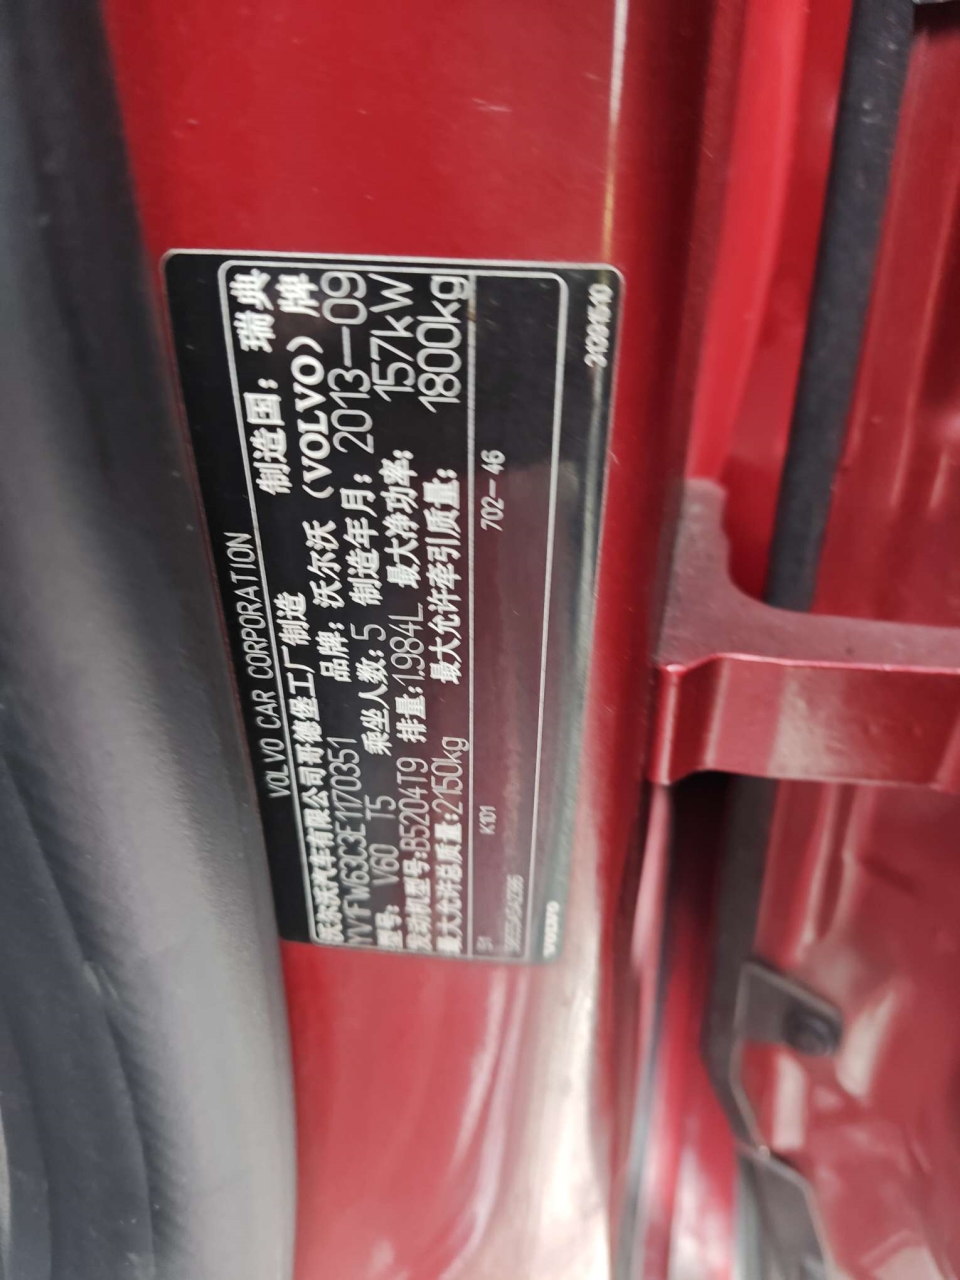 VOLVO CAR CORPORATION
沃尔沃汽车有限公司哥德堡工厂制造 制造国：瑞典
YV1FW63C3E1170351 品牌：沃尔沃（VOLVO）牌
型号： V60 T5 乘坐人数：5 制造年月：2013-09
发动机型号：B5204T9 排量：1.984L 最大净功率： 157kW
最大允许总质量：2150kg 最大允许牵引质量： 1800kg
K101 702-46
VOLVO